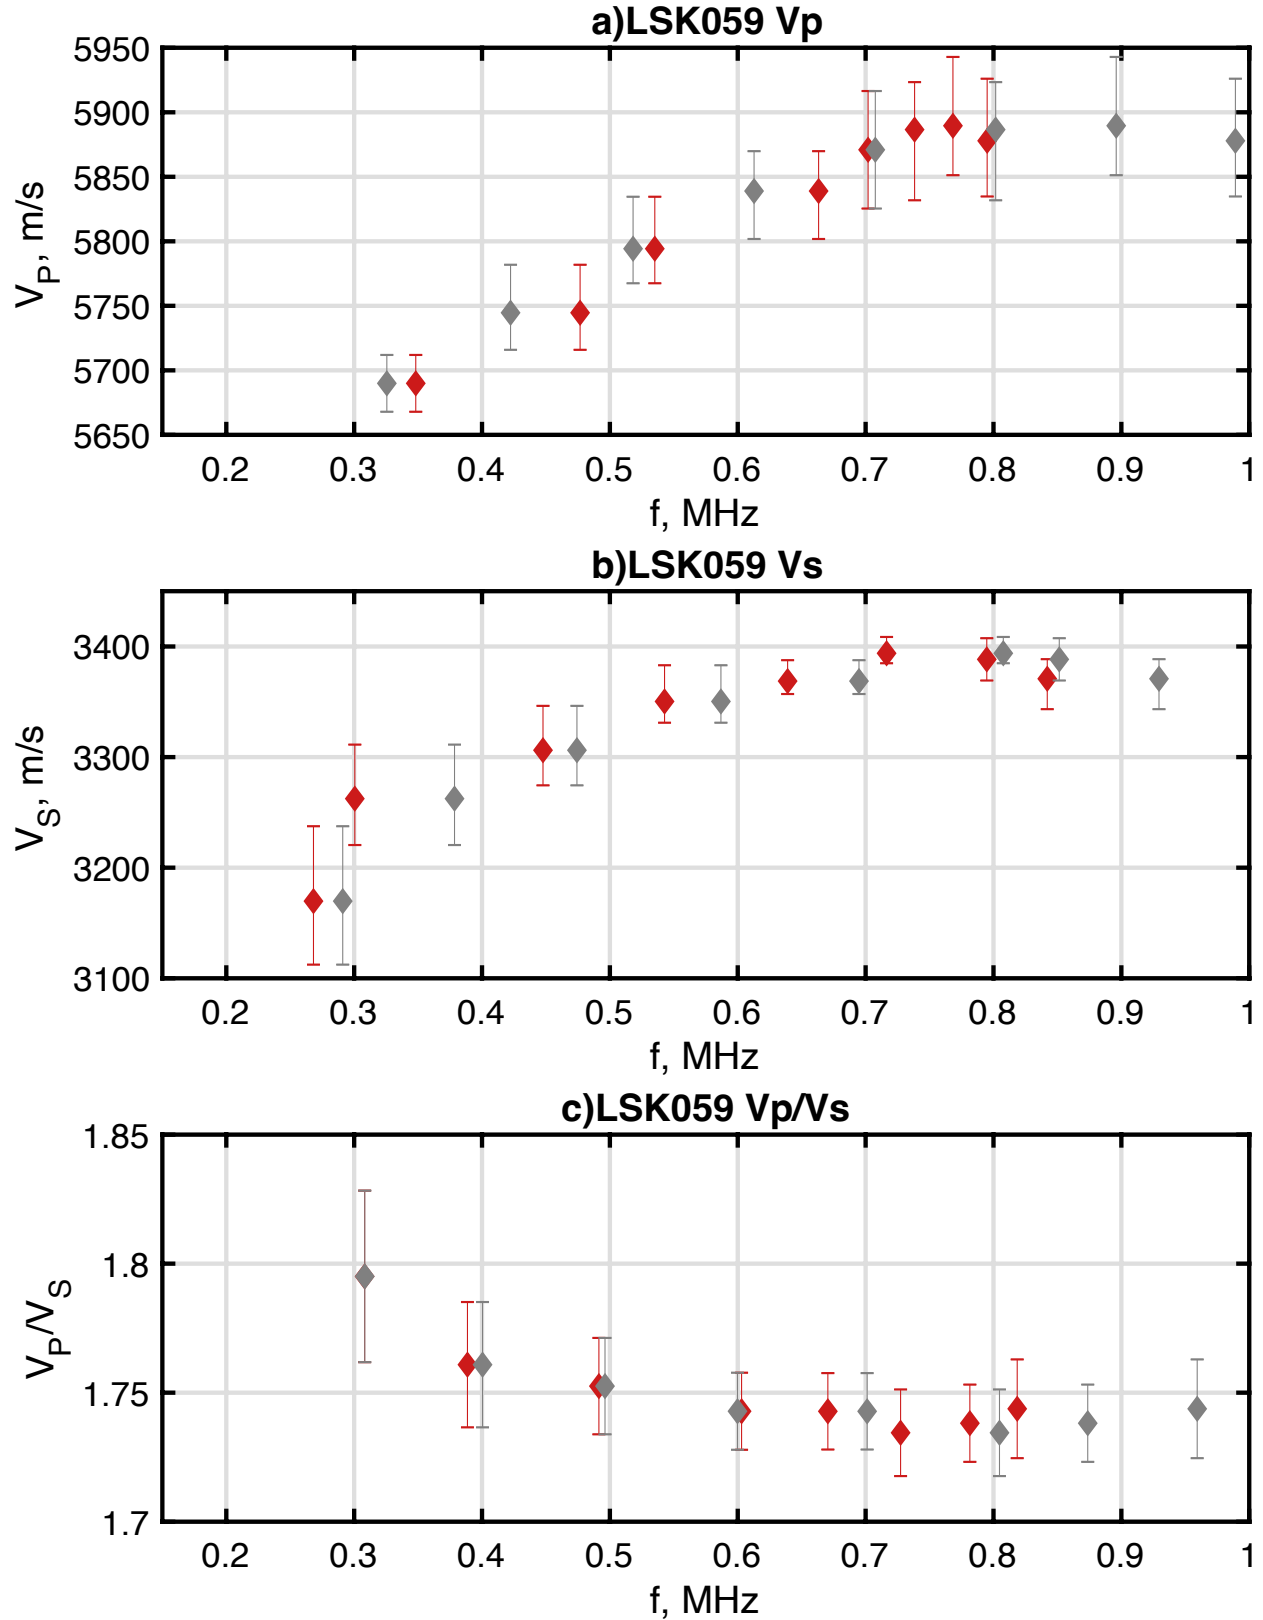 a)LSK059 Vp
5950
5900
5850
5800
5750
5700
5650
V_P, m/s
0.2 0.3 0.4 0.5 0.6 0.7 0.8 0.9 1
f, MHz
b)LSK059 Vs
3400
3300
3200
3100
V_S, m/s
0.2 0.3 0.4 0.5 0.6 0.7 0.8 0.9 1
f, MHz
c)LSK059 Vp/Vs
1.85
1.8
1.75
1.7
V_P/V_S
0.2 0.3 0.4 0.5 0.6 0.7 0.8 0.9 1
f, MHz